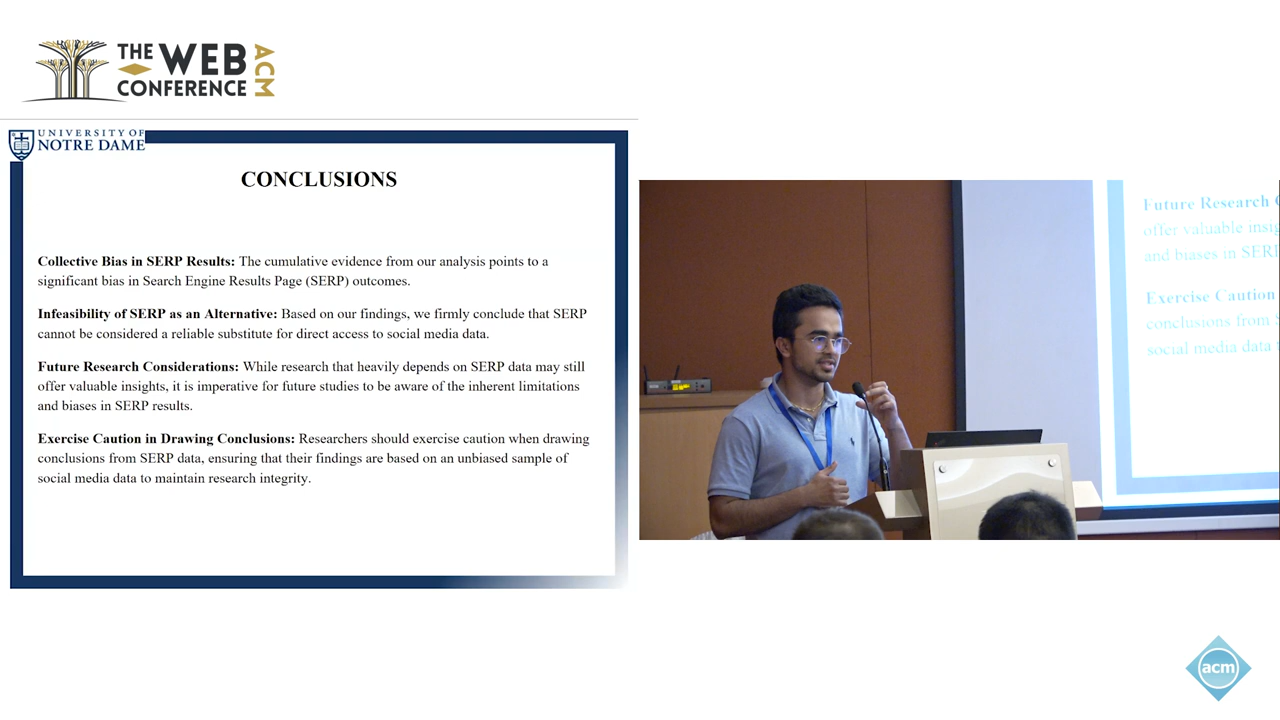 THE WEB CONFERENCE ACM
UNIVERSITY OF
NOTRE DAME
CONCLUSIONS
Collective Bias in SERP Results: The cumulative evidence from our analysis points to a
significant bias in Search Engine Results Page (SERP) outcomes.
Infeasibility of SERP as an Alternative: Based on our findings, we firmly conclude that SERP
cannot be considered a reliable substitute for direct access to social media data.
Future Research Considerations: While research that heavily depends on SERP data may still
offer valuable insights, it is imperative for future studies to be aware of the inherent limitations
and biases in SERP results.
Exercise Caution in Drawing Conclusions: Researchers should exercise caution when drawing
conclusions from SERP data, ensuring that their findings are based on an unbiased sample of
social media data to maintain research integrity.
Future Research
offer valuable insig
and biases in SERP
Exercise Caution
conclusions from
social media data
acm